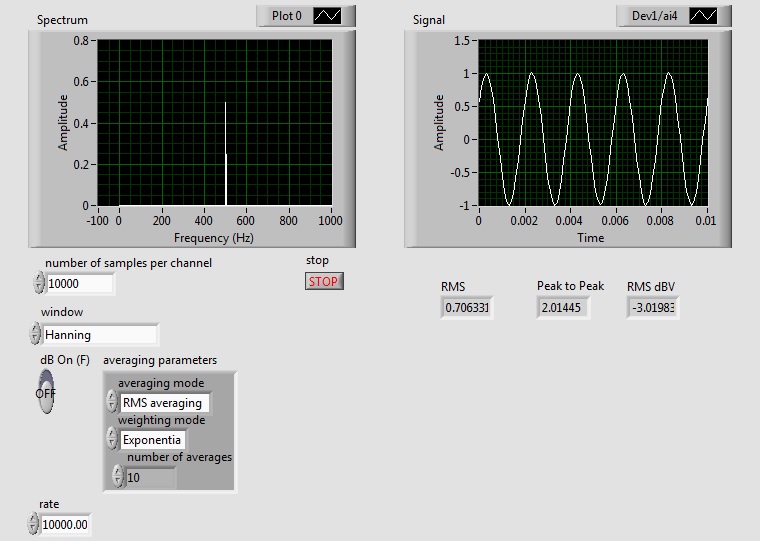 Spectrum
Plot 0
Amplitude
0.8
0.6
0.4
0.2
0
-100 0 200 400 600 800 1000
Frequency (Hz)
Signal
Dev1/ai4
Amplitude
1.5
1
0.5
0
-0.5
-1
0 0.002 0.004 0.006 0.008 0.01
Time
number of samples per channel
10000
stop
STOP
window
Hanning
RMS
0.706331
Peak to Peak
2.01445
RMS dBV
-3.01983
dB On (F)
OFF
averaging parameters
averaging mode
RMS averaging
weighting mode
Exponentia
number of averages
10
rate
10000.00